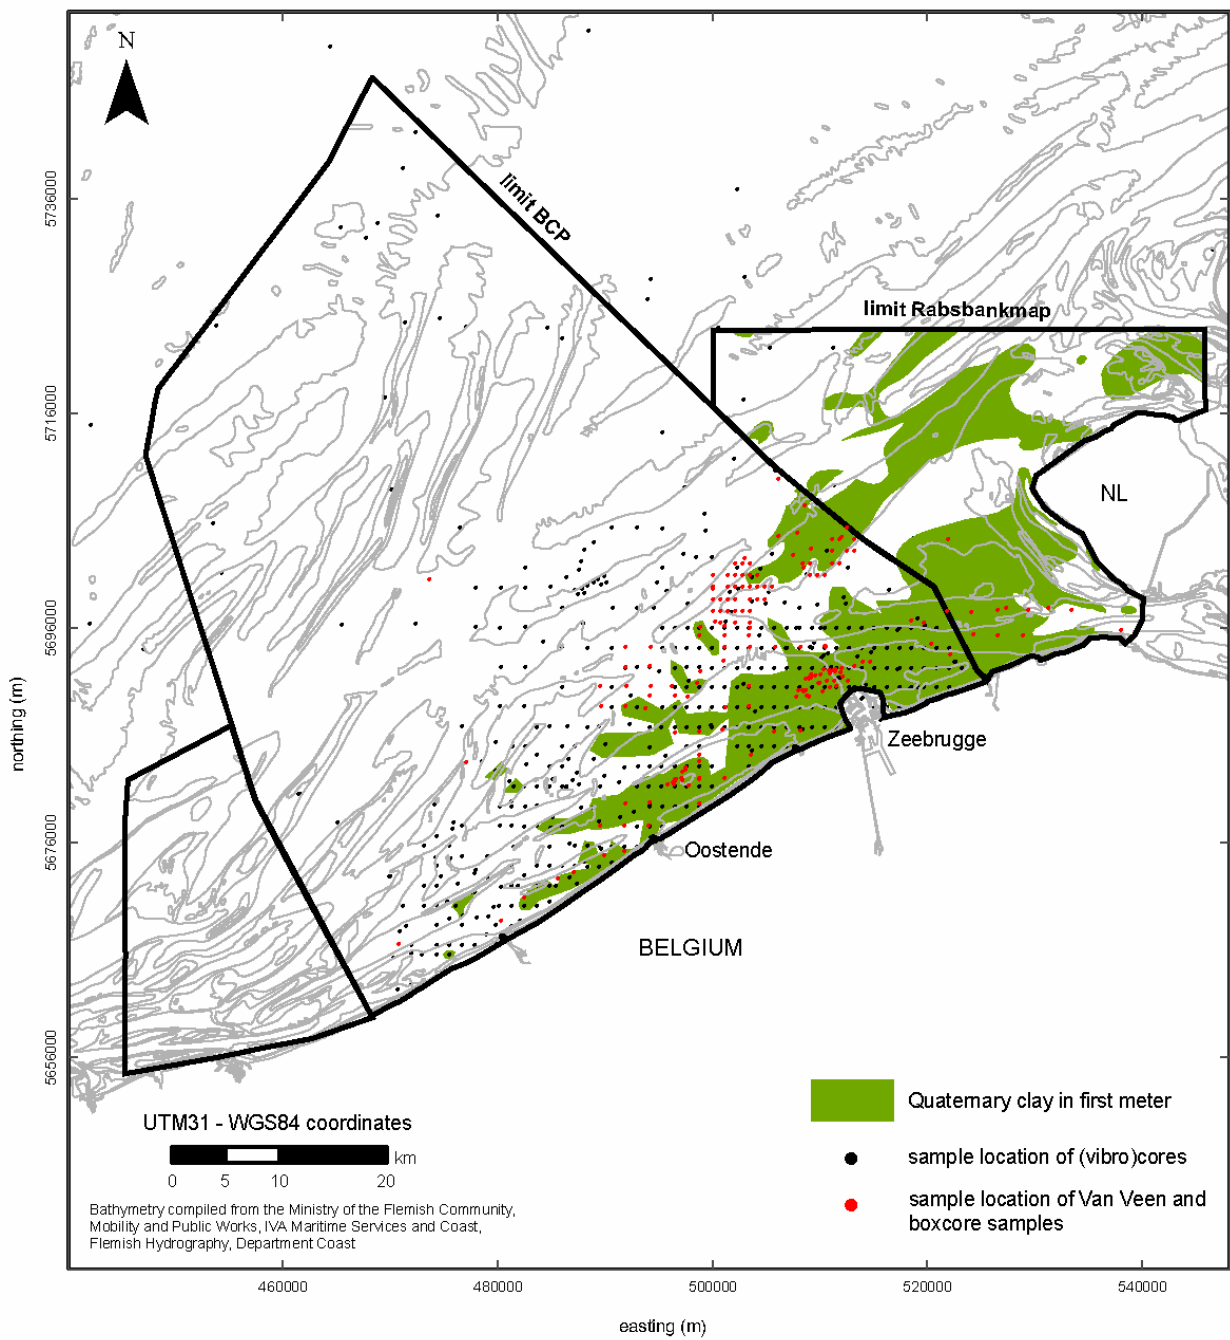 N
limit BCP
limit Rabsbankmap
NL
Zeebrugge
Oostende
BELGIUM
northing (m)
5736000
5716000
5696000
5676000
5656000
UTM31 - WGS84 coordinates
km
0 5 10 20
Bathymetry compiled from the Ministry of the Flemish Community,
Mobility and Public Works, IVA Maritime Services and Coast,
Flemish Hydrography, Department Coast
Quaternary clay in first meter
sample location of (vibro)cores
sample location of Van Veen and
boxcore samples
460000 480000 500000 520000 540000
easting (m)